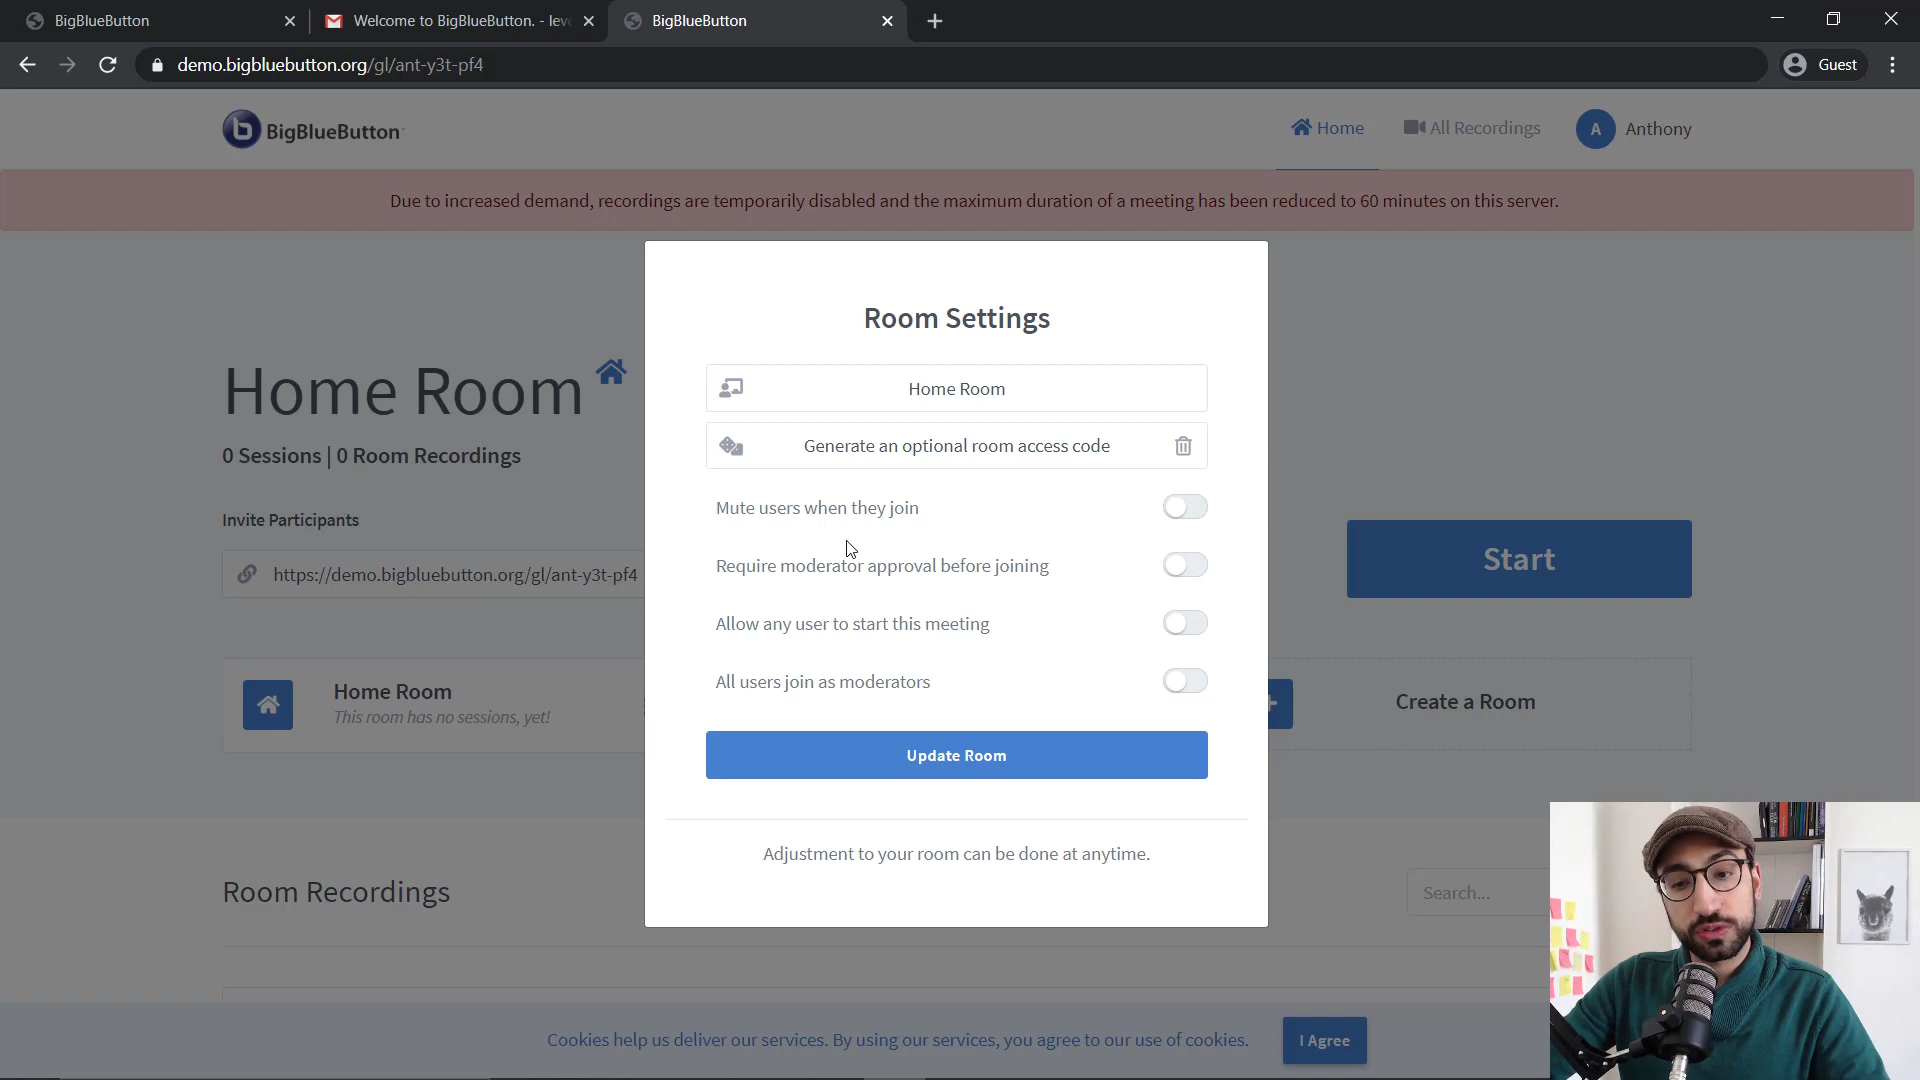 BigBlueButton
Welcome to BigBlueButton. - lev
BigBlueButton
demo.bigbluebutton.org/gl/ant-y3t-pf4
Guest
b BigBlueButton
Home
All Recordings
A
Anthony
Due to increased demand, recordings are temporarily disabled and the maximum duration of a meeting has been reduced to 60 minutes on this server.
Room Settings
Home Room
Generate an optional room access code
Mute users when they join
Require moderator approval before joining
Allow any user to start this meeting
All users join as moderators
Update Room
Adjustment to your room can be done at anytime.
Home Room
0 Sessions | 0 Room Recordings
Invite Participants
https://demo.bigbluebutton.org/gl/ant-y3t-pf4
Start
Home Room
This room has no sessions, yet!
Create a Room
Room Recordings
Search...
Cookies help us deliver our services. By using our services, you agree to our use of cookies.
I Agree